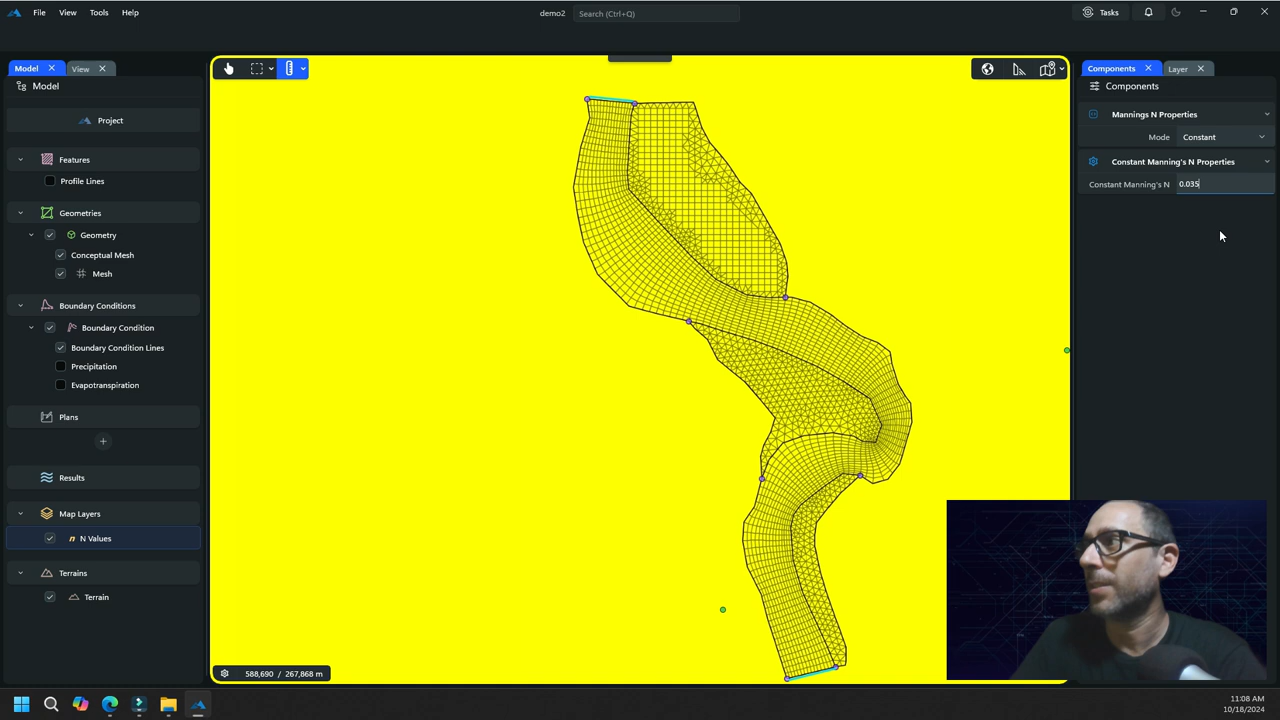 File View Tools Help
demo2
Search (Ctrl+Q)
Tasks
Model
View
Model
Project
Features
Profile Lines
Geometries
Geometry
Conceptual Mesh
Mesh
Boundary Conditions
Boundary Condition
Boundary Condition Lines
Precipitation
Evapotranspiration
Plans
Results
Map Layers
n N Values
Terrains
Terrain
588,690 / 267,868 m
Components
Layer
Components
Mannings N Properties
Mode Constant
Constant Manning's N Properties
Constant Manning's N 0.035
11:08 AM
10/18/2024